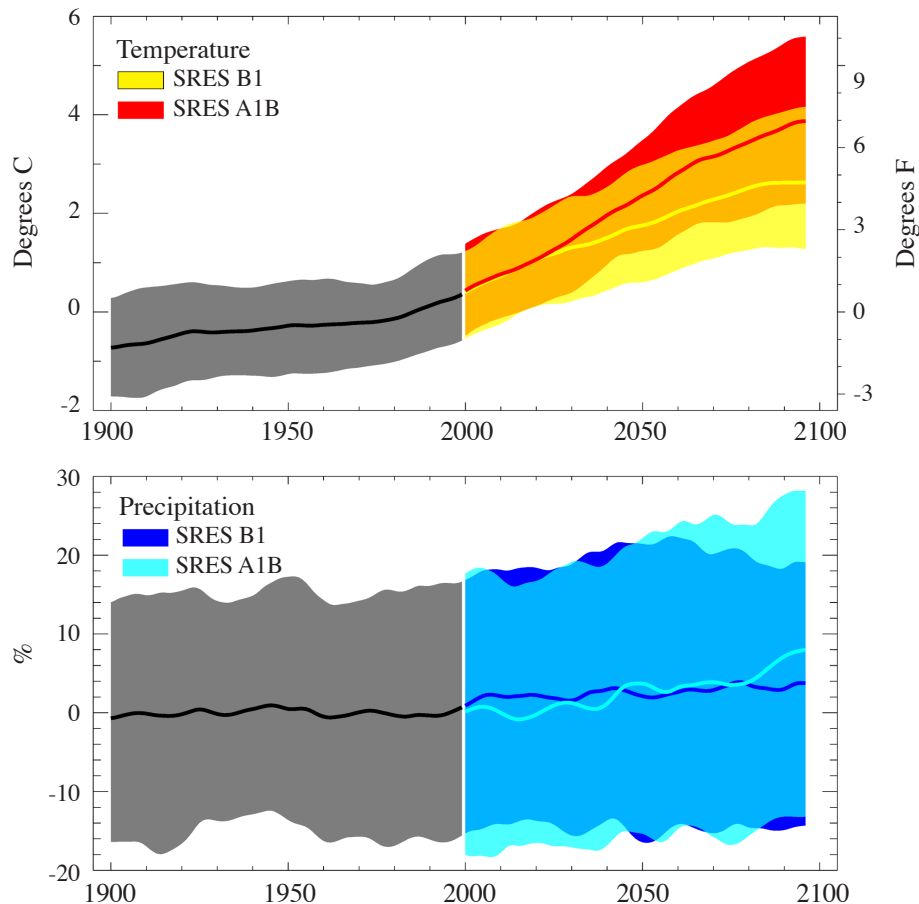 Temperature
SRES B1
SRES A1B
Degrees C
6
4
2
0
-2
Degrees F
9
6
3
0
-3
1900 1950 2000 2050 2100
Precipitation
SRES B1
SRES A1B
%
30
20
10
0
-10
-20
1900 1950 2000 2050 2100